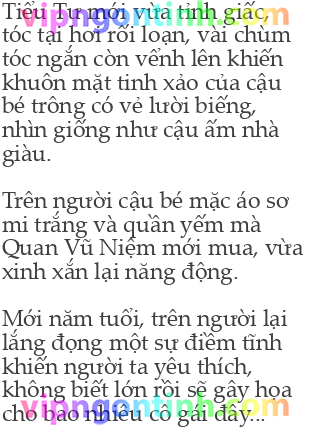 Tiểu Tư mới vừa tỉnh giấc,
tóc tai hơi rối loạn, vài chùm
tóc ngắn còn vểnh lên khiến
khuôn mặt tinh xảo của cậu
bé trông có vẻ lười biếng,
nhìn giống như cậu ấm nhà
giàu.
Trên người cậu bé mặc áo sơ
mi trắng và quần yếm mà
Quan Vũ Niệm mới mua, vừa
xinh xắn lại năng động.
Mới năm tuổi, trên người lại
lắng đọng một sự điềm tĩnh
khiến người ta yêu thích,
không biết lớn rồi sẽ gây họa
cho bao nhiêu cô gái đây...
vipngontinh.com
vipngontinh.com